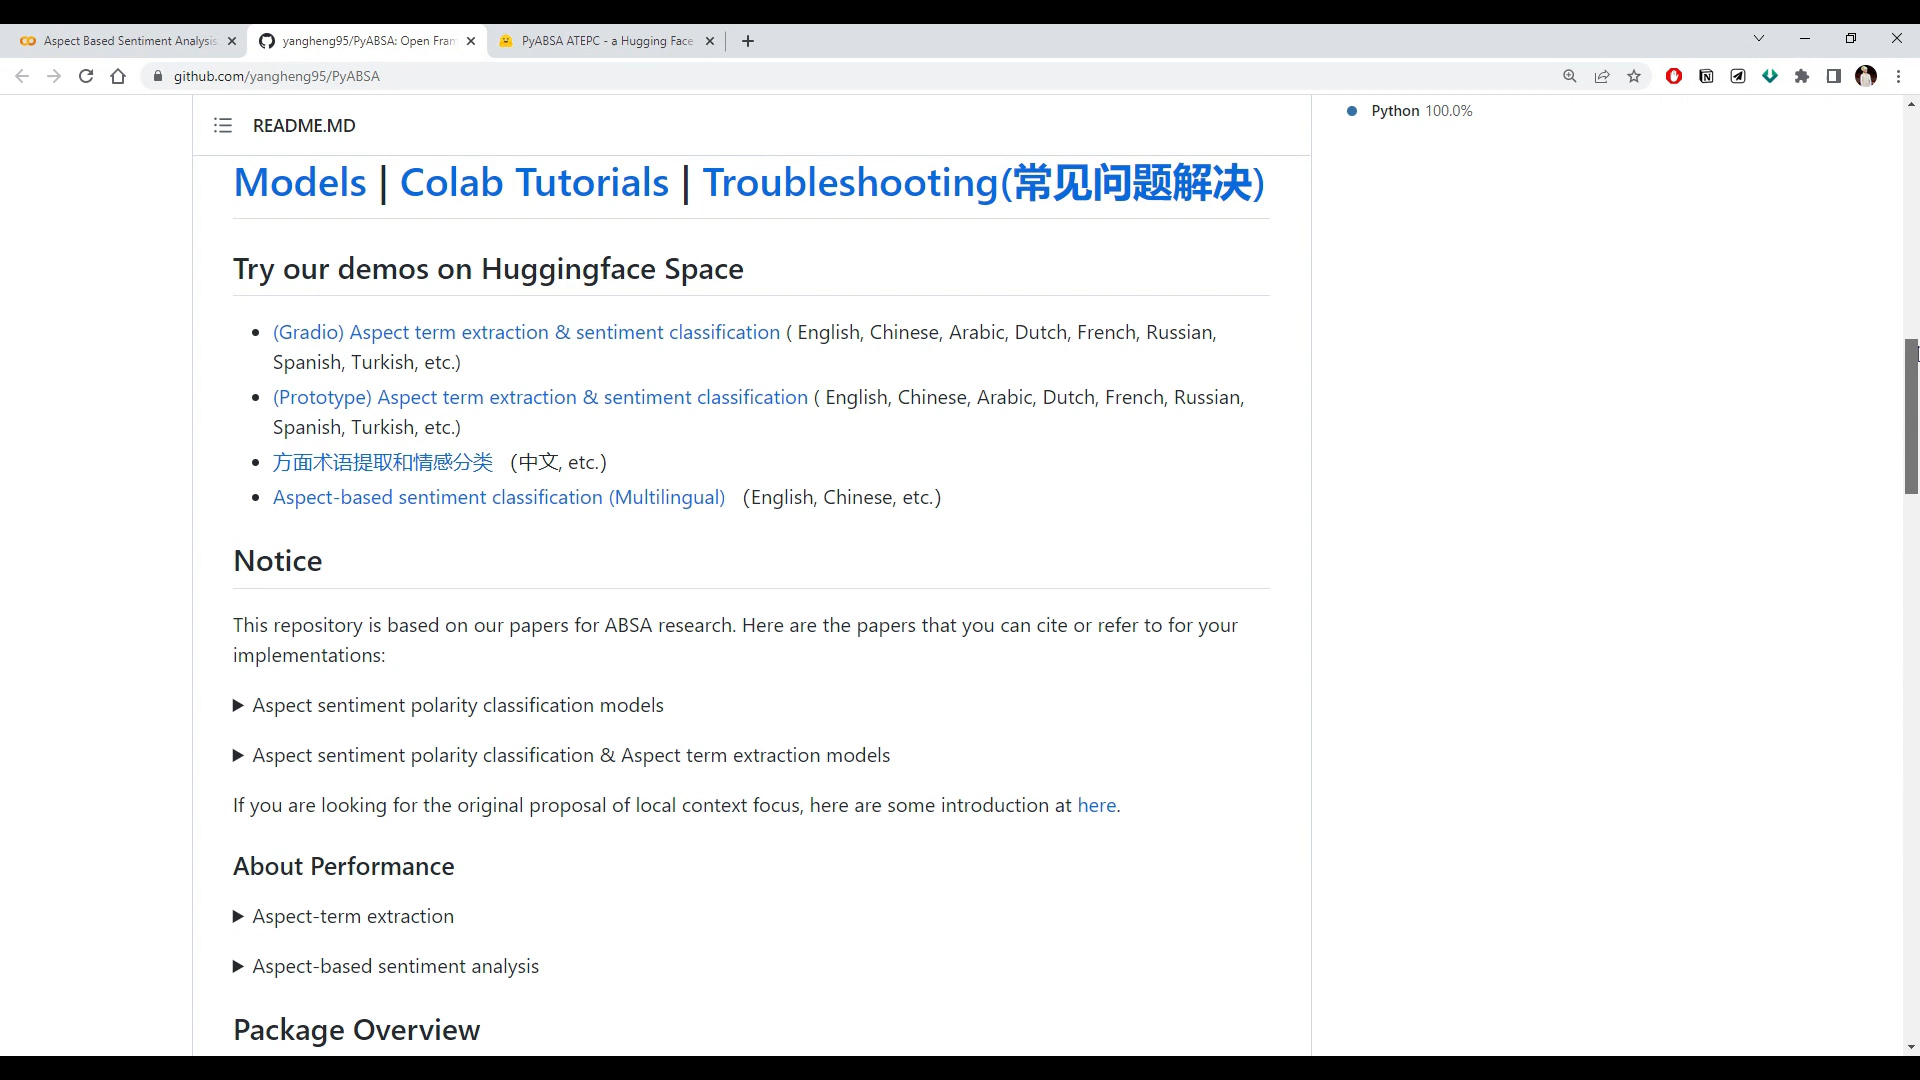 Aspect Based Sentiment Analysis
yangheng95/PyABSA: Open Fram
PyABSA ATEPC - a Hugging Face
github.com/yangheng95/PyABSA
README.MD
Python 100.0%
Models | Colab Tutorials | Troubleshooting(常见问题解决)
Try our demos on Huggingface Space
(Gradio) Aspect term extraction & sentiment classification ( English, Chinese, Arabic, Dutch, French, Russian,
Spanish, Turkish, etc.)
(Prototype) Aspect term extraction & sentiment classification ( English, Chinese, Arabic, Dutch, French, Russian,
Spanish, Turkish, etc.)
方面术语提取和情感分类 （中文, etc.)
Aspect-based sentiment classification (Multilingual) （English, Chinese, etc.)
Notice
This repository is based on our papers for ABSA research. Here are the papers that you can cite or refer to for your
implementations:
Aspect sentiment polarity classification models
Aspect sentiment polarity classification & Aspect term extraction models
If you are looking for the original proposal of local context focus, here are some introduction at here.
About Performance
Aspect-term extraction
Aspect-based sentiment analysis
Package Overview